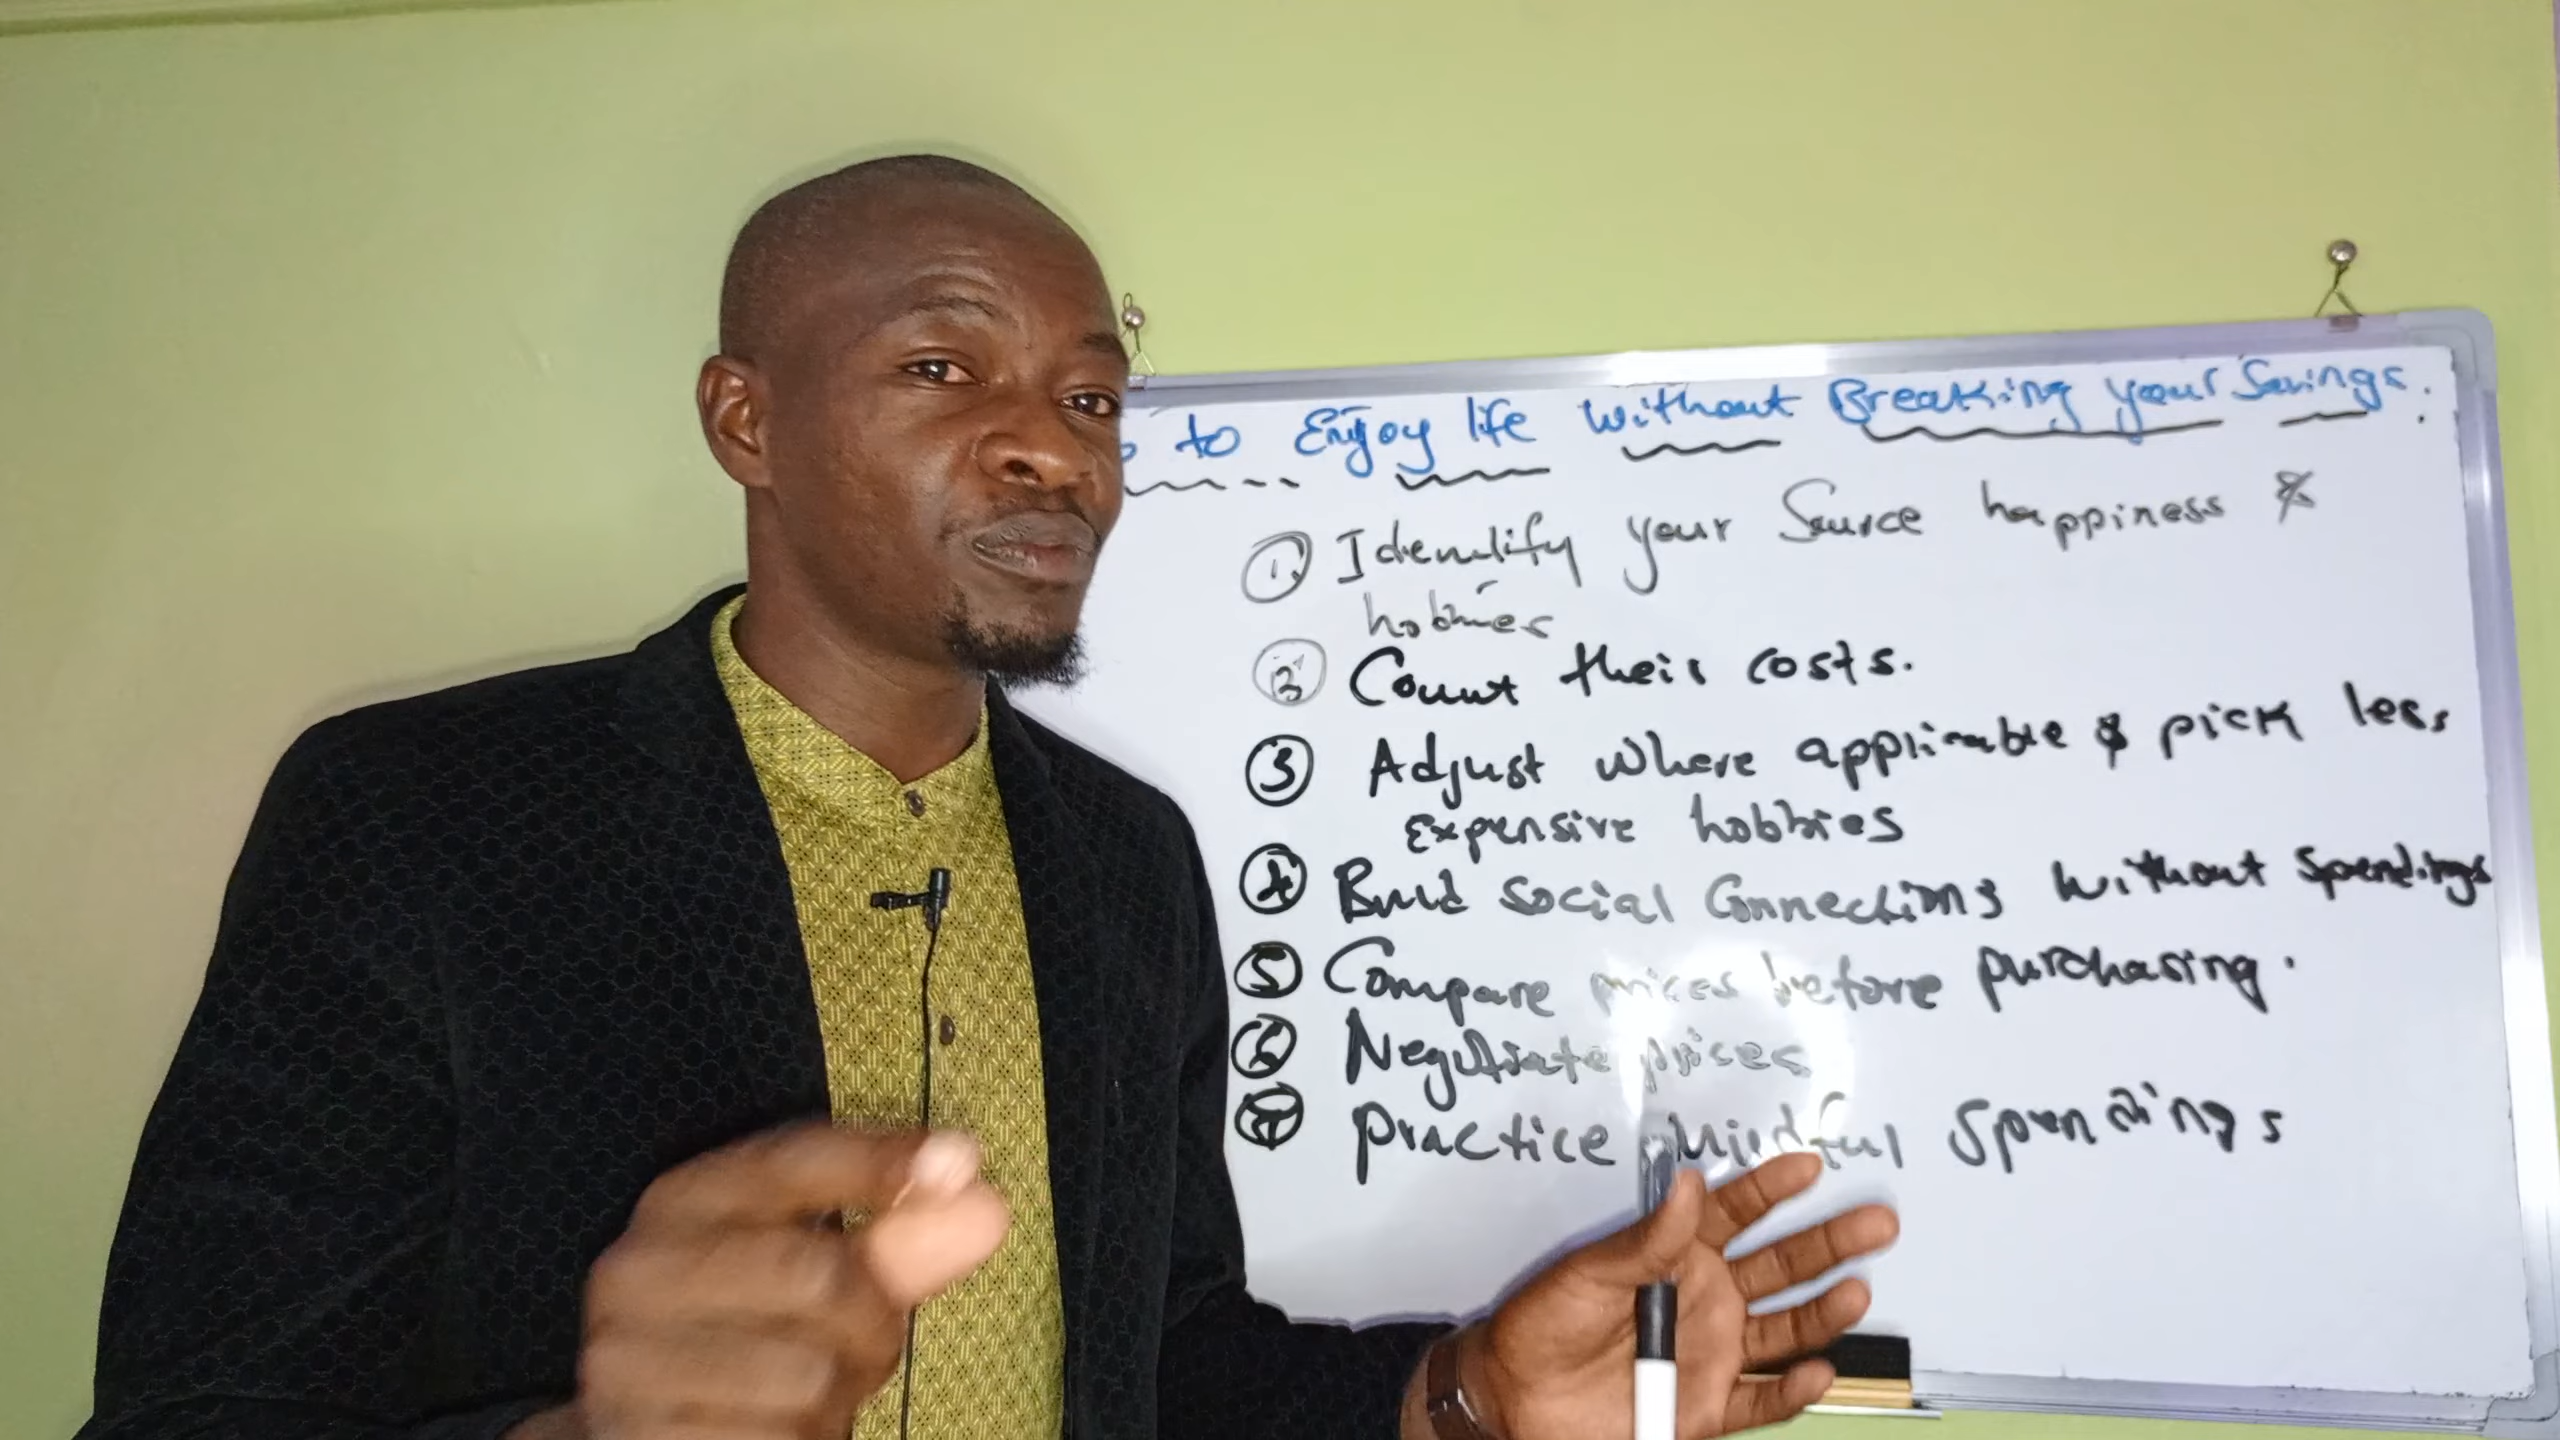 to Enjoy life Without Breaking your Savings.
1. Identify your Source happiness &
hobbies
2 Count their costs.
3 Adjust where applicable & pick less
expensive hobbies
4 Build social Connections without spendings
5 Compare prices before purchasing.
6 Negotiate prices
7 Practice Mindful Spendings